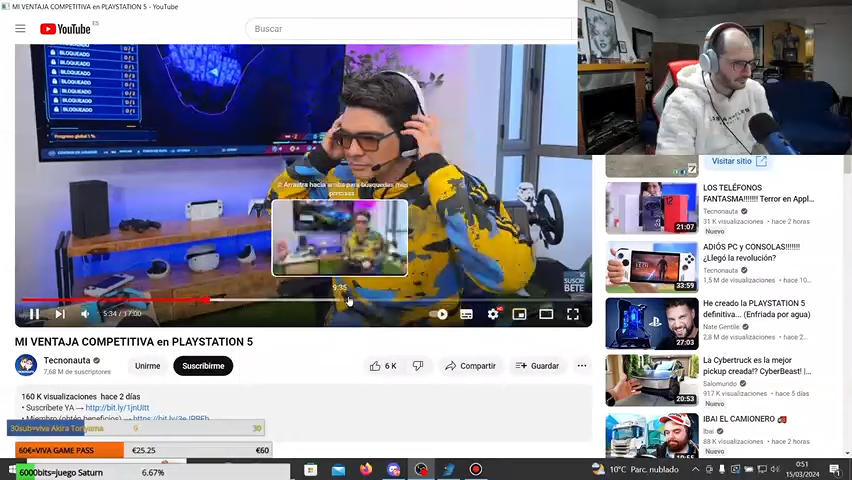 MI VENTAJA COMPETITIVA en PLAYSTATION 5 - YouTube
YouTube ES
Buscar
BLOQUEADO
BLOQUEADO
BLOQUEADO
BLOQUEADO
BLOQUEADO
BLOQUEADO
Progreso global 1 %
Arrastra hacia arriba para búsquedas más
precisas
9:35
5:34 / 17:00
SUSCRÍ
BETE
MI VENTAJA COMPETITIVA en PLAYSTATION 5
Tecnonauta
7,68 M de suscriptores
Unirme
Suscribirme
6 K
Compartir
Guardar
160 K visualizaciones hace 2 días
• Suscribete YA → http://bit.ly/1jnUitt
30sub=viva Akira Toriyama 9 30
60€=VIVA GAME PASS €25.25 €60
6000bits=juego Saturn 6.67%
Visitar sitio
LOS TELÉFONOS
FANTASMA!!!!!!! Terror en Appl...
Tecnonauta
31 K visualizaciones • hace 2 horas
Nuevo
21:07
ADIÓS PC y CONSOLAS!!!!!!!
¿Llegó la revolución?
Tecnonauta
1,5 M de visualizaciones • hace 10...
33:59
He creado la PLAYSTATION 5
definitiva... (Enfriada por agua)
Nate Gentile
2,8 M de visualizaciones • hace 2...
27:03
La Cybertruck es la mejor
pickup creada!? CyberBeast! |...
Salomundo
917 K visualizaciones • hace 5 días
Nuevo
20:53
IBAI EL CAMIONERO
Ibai
88 K visualizaciones • hace 2 horas
Nuevo
10°C Parc. nublado
0:51
15/03/2024